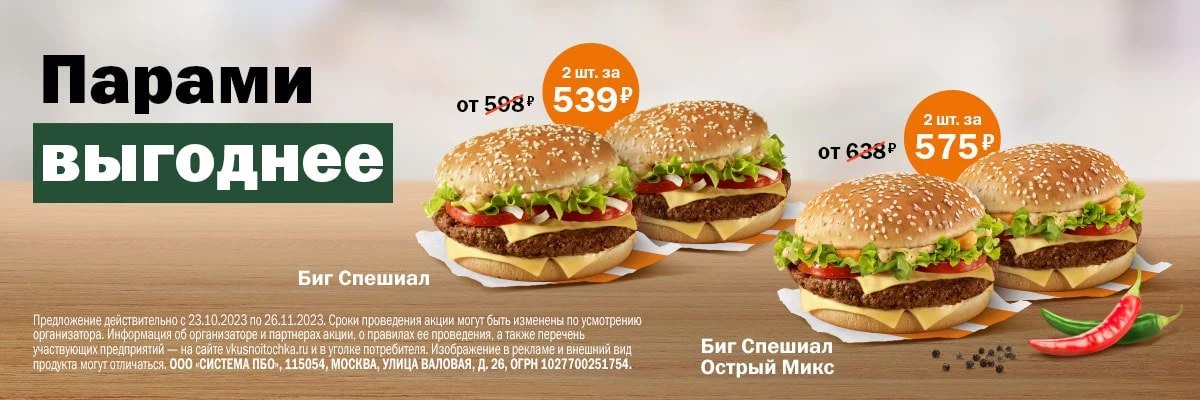 Парами
выгоднее
от 598 ₽
2 шт. за
539 ₽
Биг Спешиал
от 638 ₽
2 шт. за
575 ₽
Биг Спешиал
Острый Микс
Предложение действительно с 23.10.2023 по 26.11.2023. Сроки проведения акции могут быть изменены по усмотрению
организатора. Информация об организаторе и партнерах акции, о правилах ее проведения, а также перечень
участвующих предприятий — на сайте vkusnoitochka.ru и в уголке потребителя. Изображение в рекламе и внешний вид
продукта могут отличаться. ООО «СИСТЕМА ПБО», 115054, МОСКВА, УЛИЦА ВАЛОВАЯ, Д. 26, ОГРН 1027700251754.